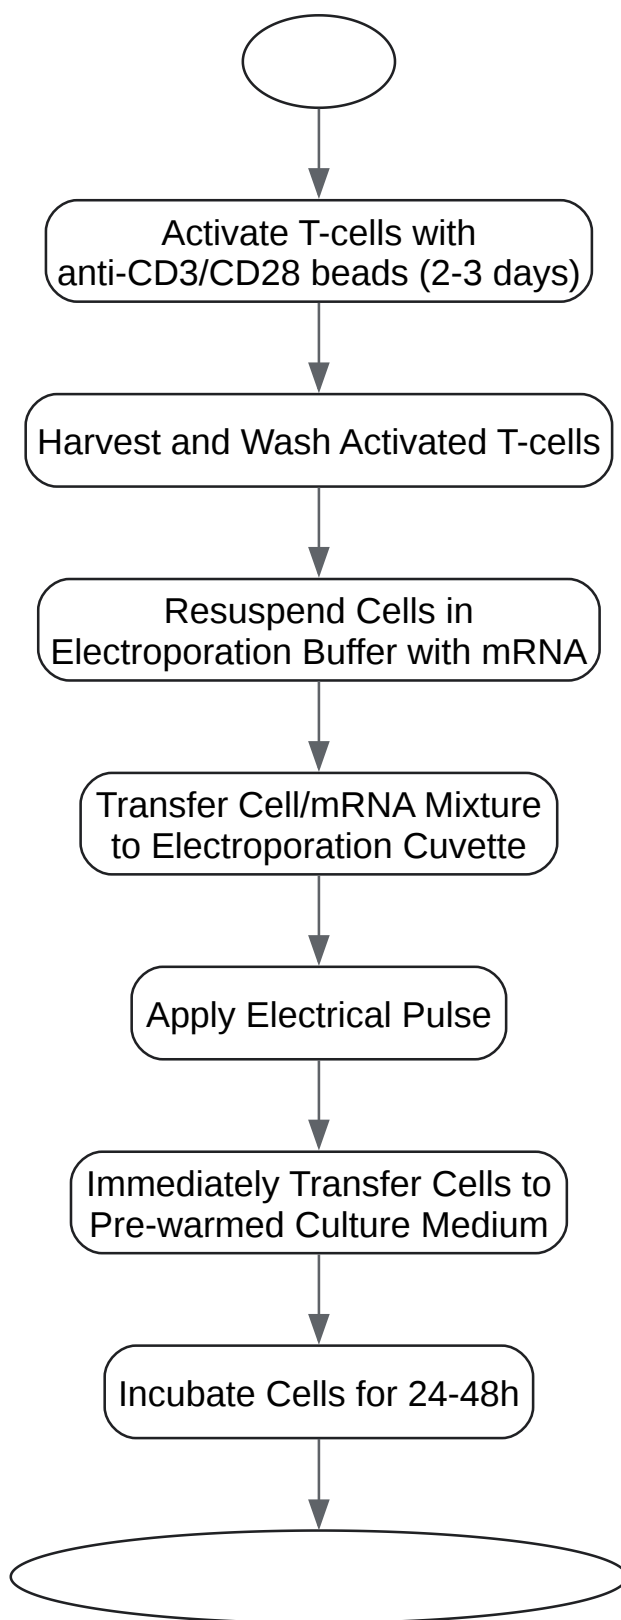 Activate T-cells with
anti-CD3/CD28 beads (2-3 days)
Harvest and Wash Activated T-cells
Resuspend Cells in
Electroporation Buffer with mRNA
Transfer Cell/mRNA Mixture
to Electroporation Cuvette
Apply Electrical Pulse
Immediately Transfer Cells to
Pre-warmed Culture Medium
Incubate Cells for 24-48h